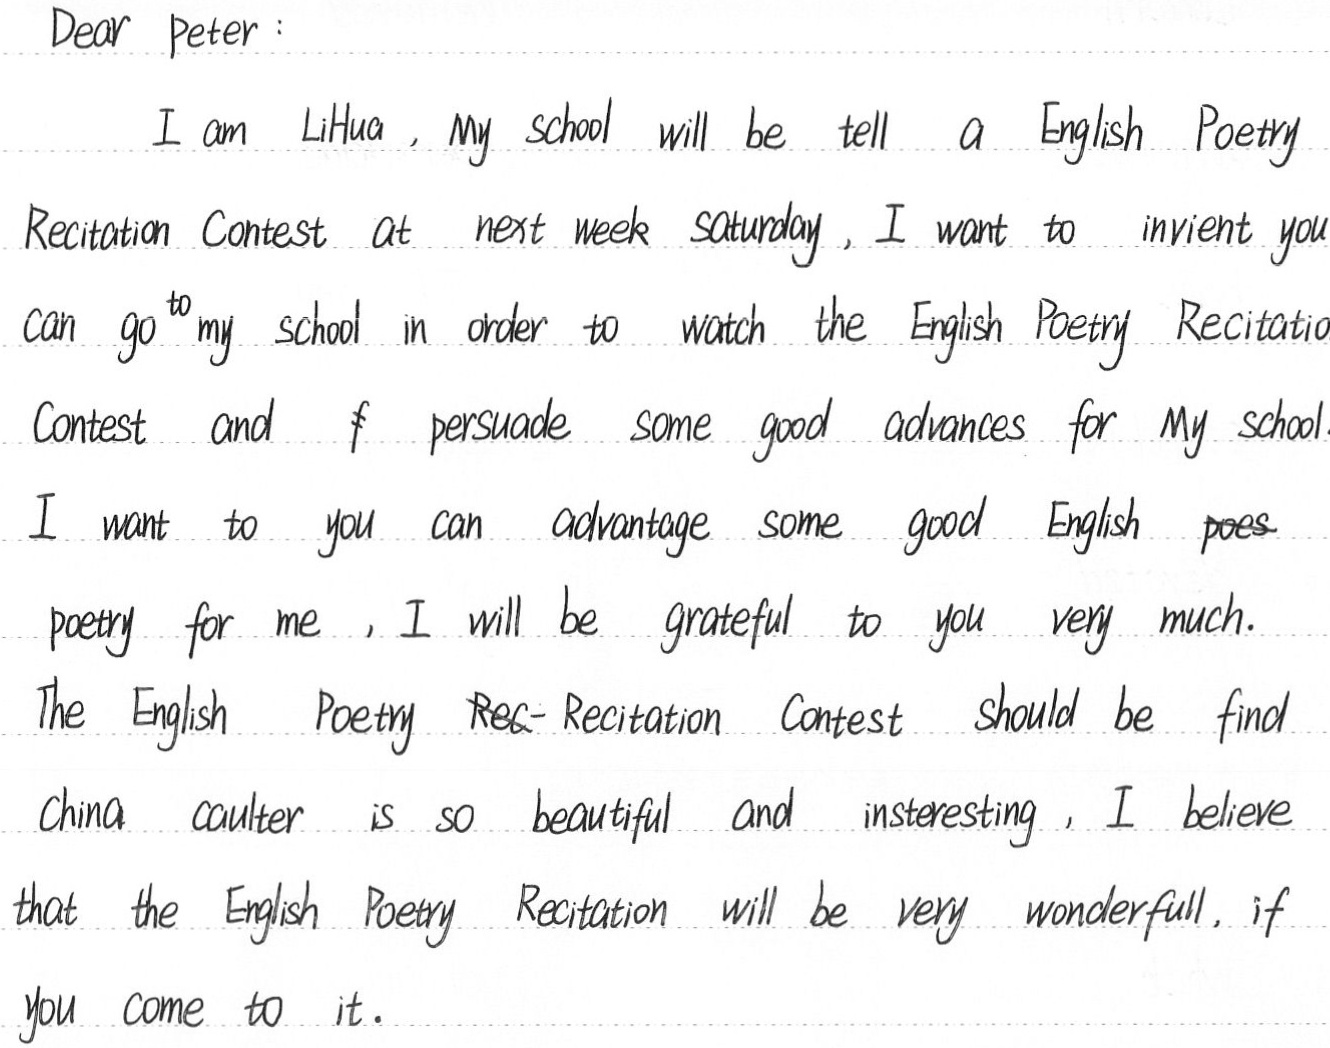 Dear Peter:
I am LiHua, My school will be tell a English Poetry
Recitation Contest at next week saturday, I want to invient you
can go to my school in order to watch the English Poetry Recitatio
Contest and f persuade some good advances for My school.
I want to you can advantage some good English poes
poetry for me, I will be grateful to you very much.
The English Poetry Rec- Recitation Contest should be find
China caulter is so beautiful and insteresting, I believe
that the English Poetry Recitation will be very wonderfull, if
you come to it.